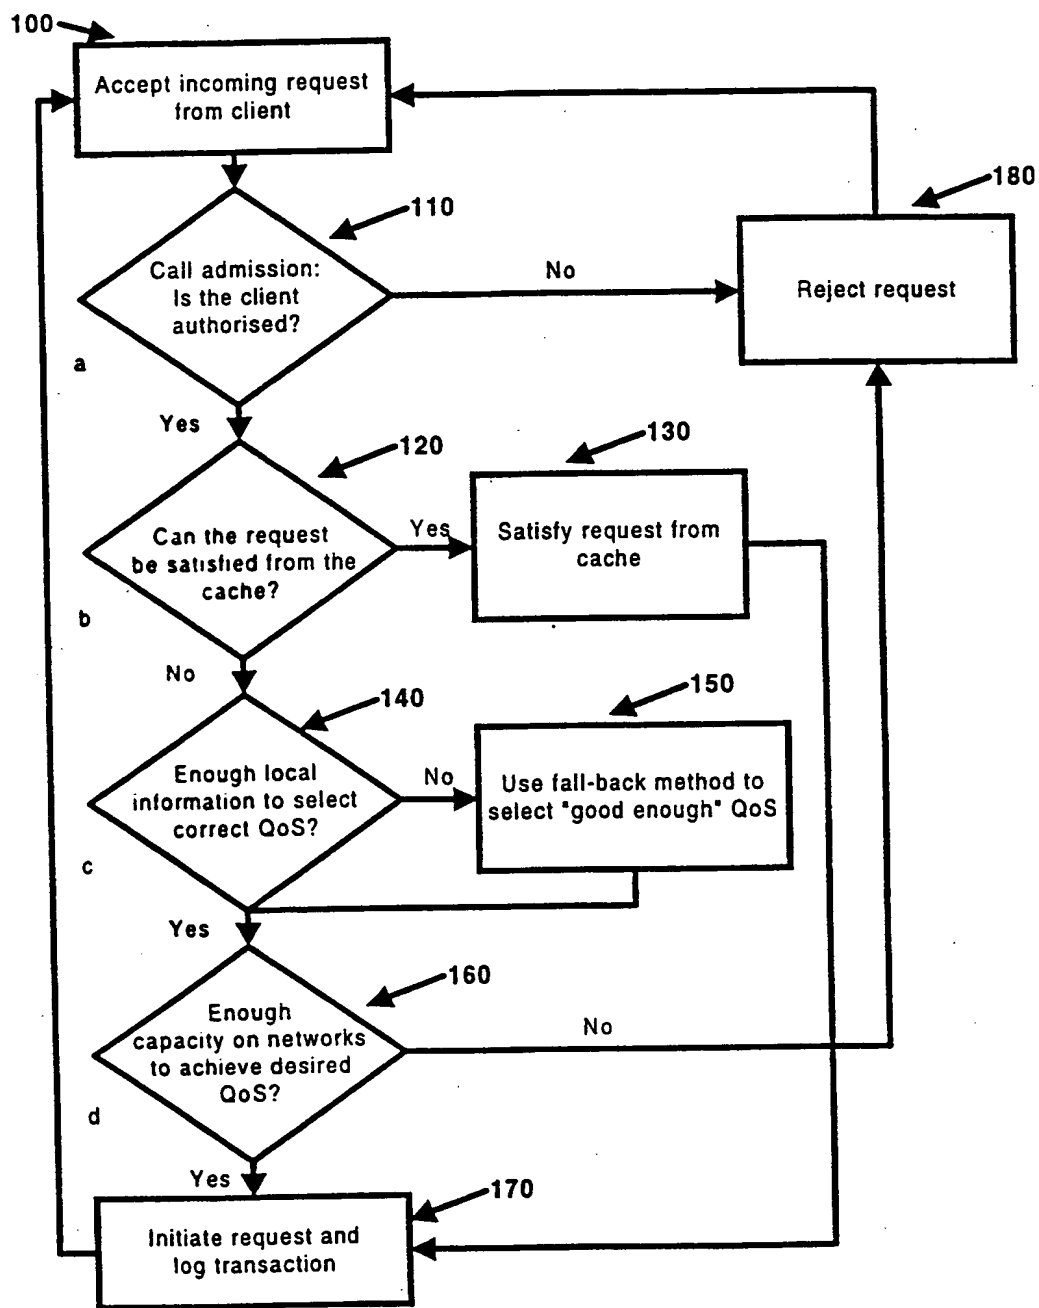 100
Accept incoming request
from client
110
Call admission:
Is the client
authorised?
No
180
Reject request
a
Yes
120
Can the request
be satisfied from the
cache?
Yes
130
Satisfy request from
cache
b
No
140
Enough local
information to select
correct QoS?
No
150
Use fall-back method to
select "good enough" QoS
c
Yes
160
Enough
capacity on networks
to achieve desired
QoS?
No
d
Yes
170
Initiate request and
log transaction